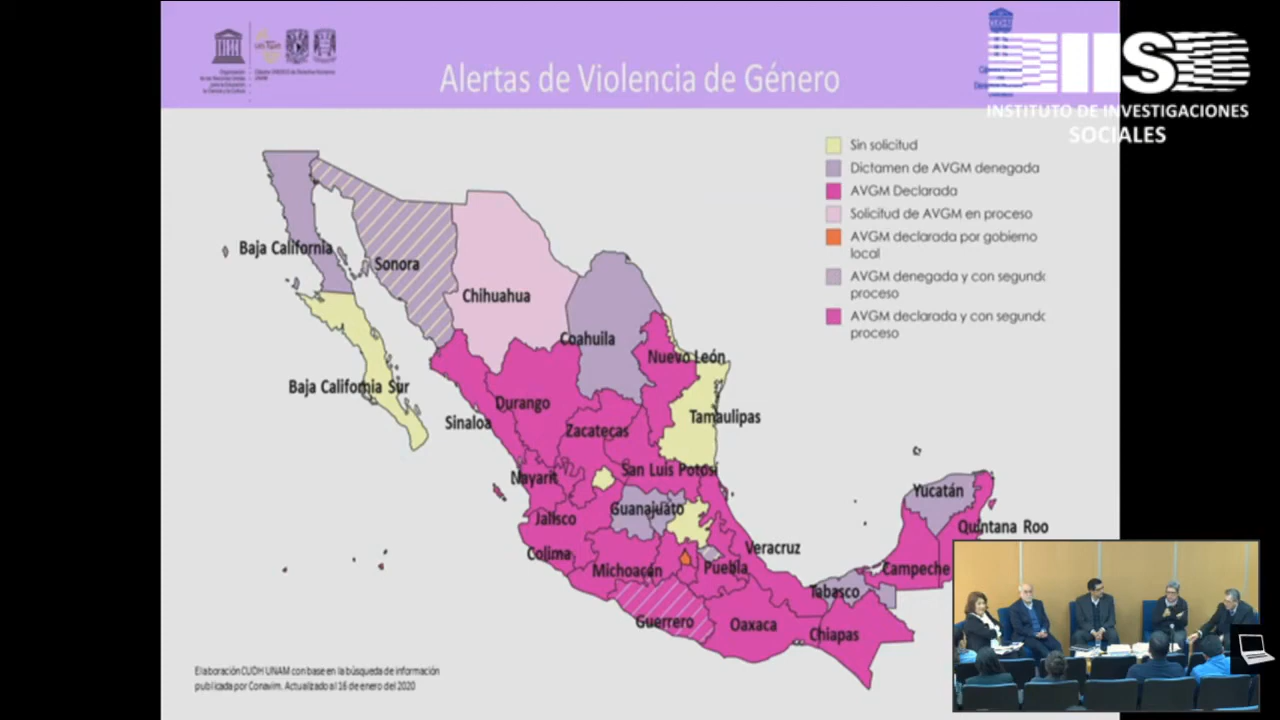 Alertas de Violencia de Género
INSTITUTO DE INVESTIGACIONES
SOCIALES
Sin solicitud
Dictamen de AVGM denegada
AVGM Declarada
Solicitud de AVGM en proceso
AVGM declarada por gobierno
local
AVGM denegada y con segundo
proceso
AVGM declarada y con segundo
proceso
Baja California
Sonora
Chihuahua
Coahuila
Nuevo León
Baja California Sur
Durango
Tamaulipas
Sinaloa
Zacatecas
San Luis Potosí
Nayarit
Yucatán
Guanajuato
Jalisco
Quintana Roo
Colima
Veracruz
Michoacán
Puebla
Campeche
Tabasco
Guerrero
Oaxaca
Chiapas
Elaboración CUDH UNAM con base en la búsqueda de información
publicada por Conavim. Actualizado al 16 de enero del 2020